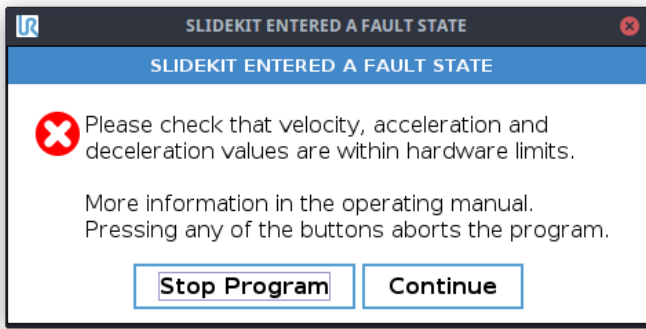 UR SLIDEKIT ENTERED A FAULT STATE
SLIDEKIT ENTERED A FAULT STATE
Please check that velocity, acceleration and
deceleration values are within hardware limits.
More information in the operating manual.
Pressing any of the buttons aborts the program.
Stop Program Continue